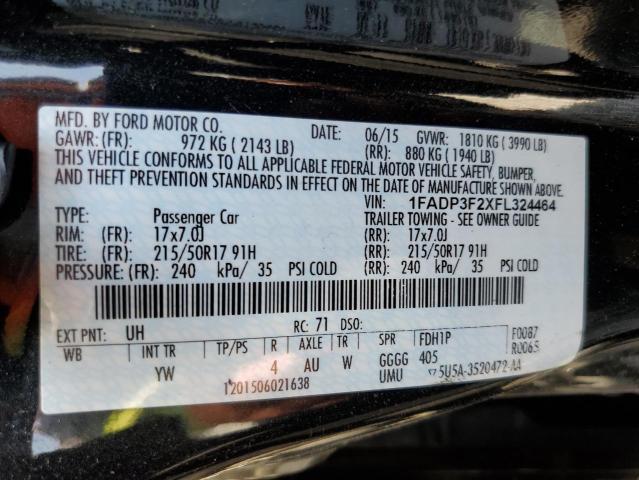 MFD. BY FORD MOTOR CO. DATE: 06/15 GVWR: 1810 KG ( 3990 LB)
GAWR: (FR): 972 KG ( 2143 LB) (RR): 880 KG ( 1940 LB)
THIS VEHICLE CONFORMS TO ALL APPLICABLE FEDERAL MOTOR VEHICLE SAFETY, BUMPER,
AND THEFT PREVENTION STANDARDS IN EFFECT ON THE DATE OF MANUFACTURE SHOWN ABOVE.
VIN: 1FADP3F2XFL324464
TYPE: Passenger Car TRAILER TOWING - SEE OWNER GUIDE
RIM: (FR): 17x7.0J (RR): 17x7.0J
TIRE: (FR): 215/50R17 91H (RR): 215/50R17 91H
PRESSURE: (FR): 240 kPa/ 35 PSI COLD (RR): 240 kPa/ 35 PSI COLD
EXT PNT: UH RC: 71 DSO: FDH1P F0087
WB INT TR TP/PS R AXLE TR SPR 405 R0065
YW 4 AU W GGGG
UMU
1201506021638 5U5A-3520472-AA